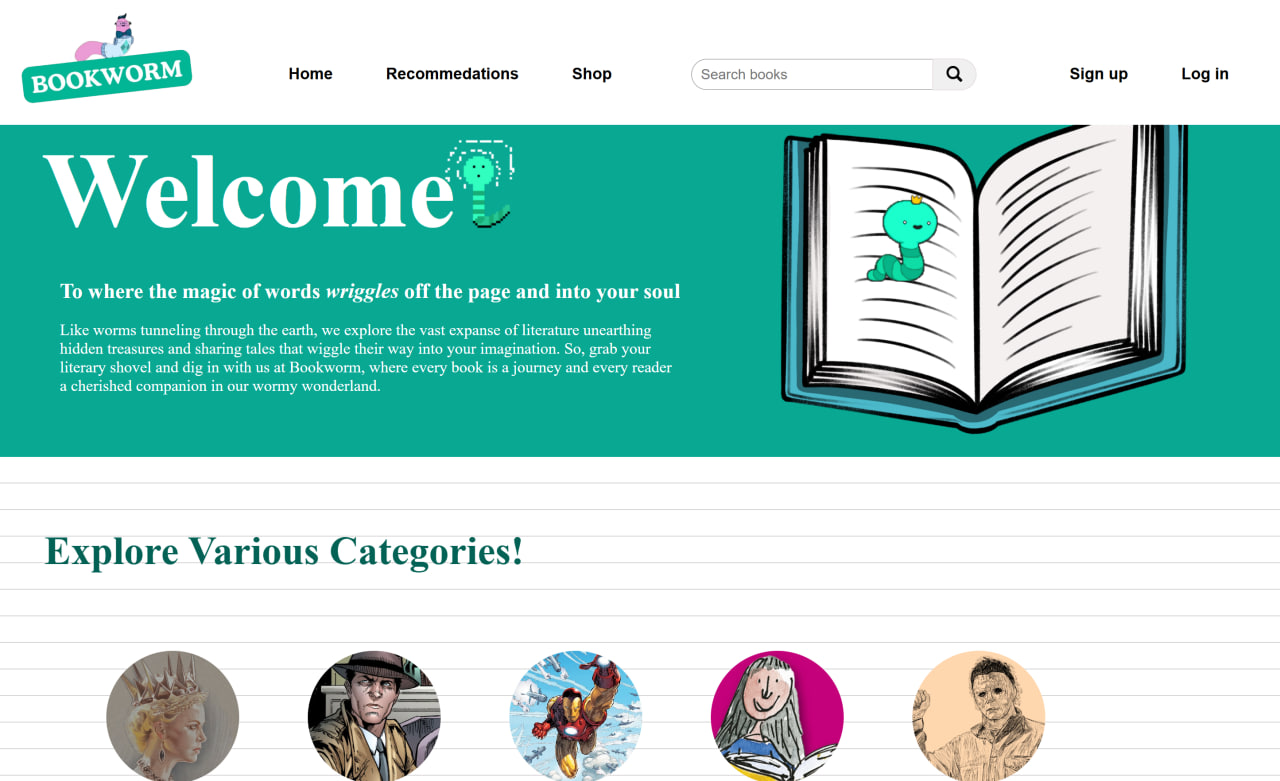 BOOKWORM
Home
Recommedations
Shop
Search books
Sign up
Log in
Welcome
To where the magic of words wriggles off the page and into your soul
Like worms tunneling through the earth, we explore the vast expanse of literature unearthing
hidden treasures and sharing tales that wiggle their way into your imagination. So, grab your
literary shovel and dig in with us at Bookworm, where every book is a journey and every reader
a cherished companion in our wormy wonderland.
Explore Various Categories!